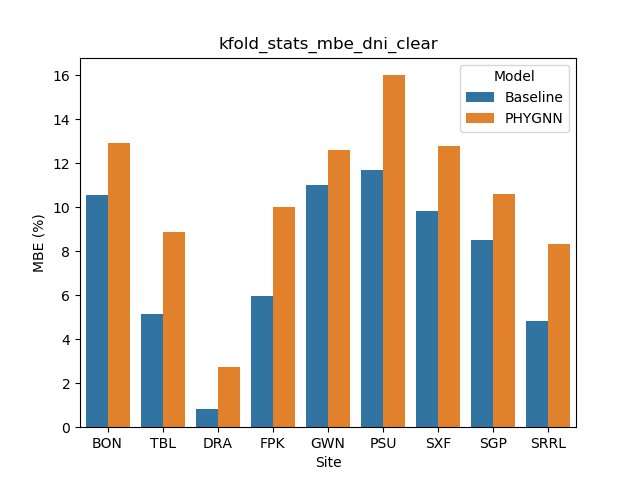 kfold_stats_mbe_dni_clear
Model
Baseline
PHYGNN
MBE (%)
16
14
12
10
8
6
4
2
0
BON TBL DRA FPK GWN PSU SXF SGP SRRL
Site